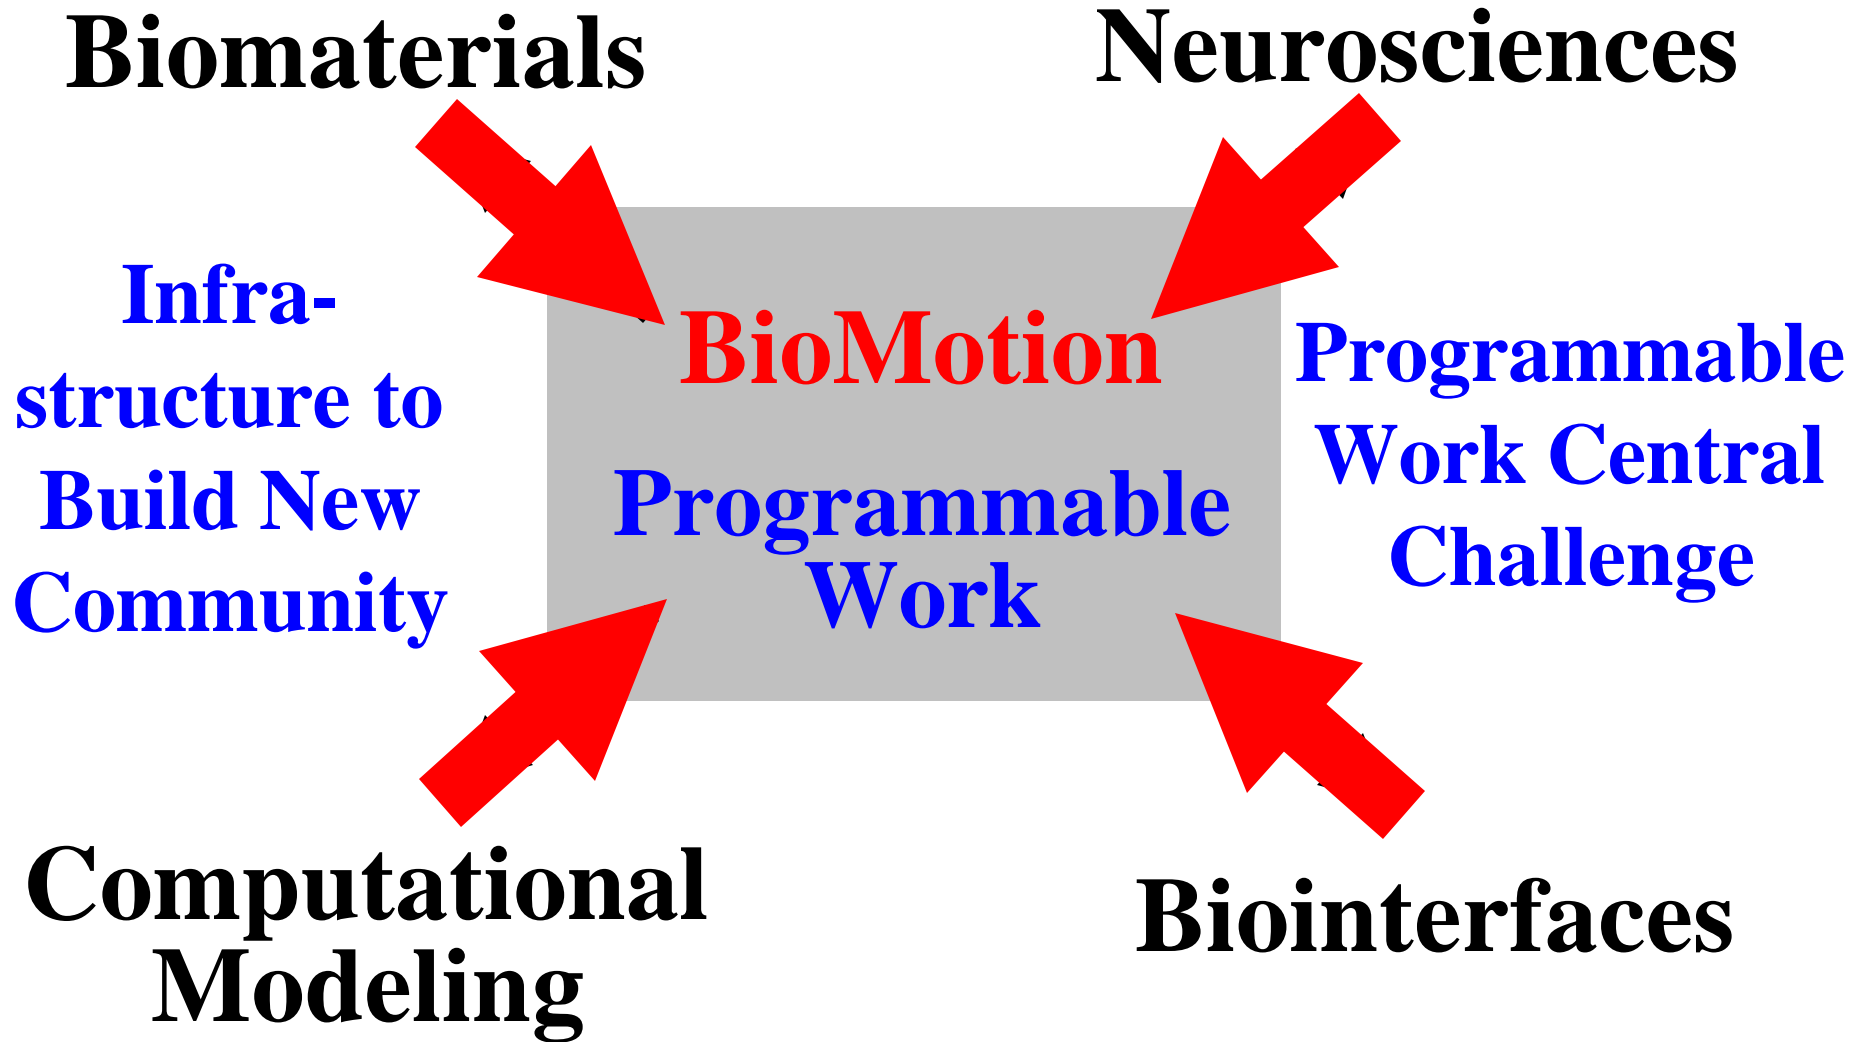 Biomaterials
Neurosciences
Infra-
structure to
Build New
Community
BioMotion
Programmable
Work
Programmable
Work Central
Challenge
Computational
Modeling
Biointerfaces